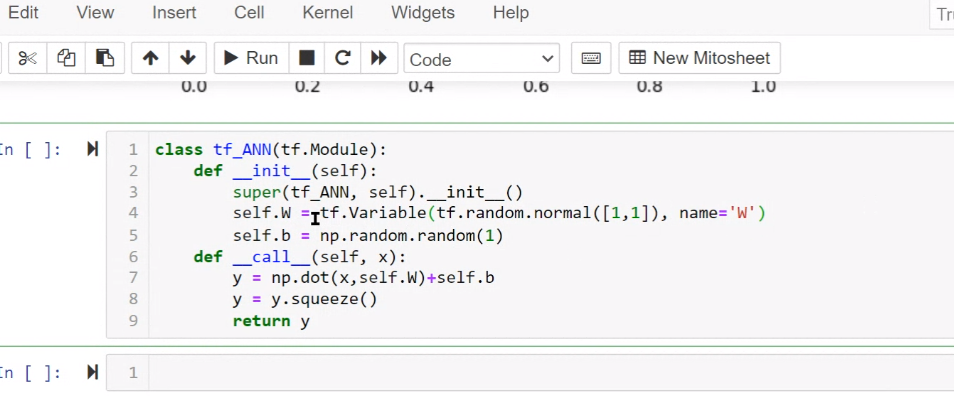 Edit View Insert Cell Kernel Widgets Help
Run Code New Mitosheet
0.0 0.2 0.4 0.6 0.8 1.0
In [ ]:
1 class tf_ANN(tf.Module):
2 def __init__(self):
3 super(tf_ANN, self).__init__()
4 self.W = tf.Variable(tf.random.normal([1,1]), name='W')
5 self.b = np.random.random(1)
6 def __call__(self, x):
7 y = np.dot(x,self.W)+self.b
8 y = y.squeeze()
9 return y
In [ ]:
1